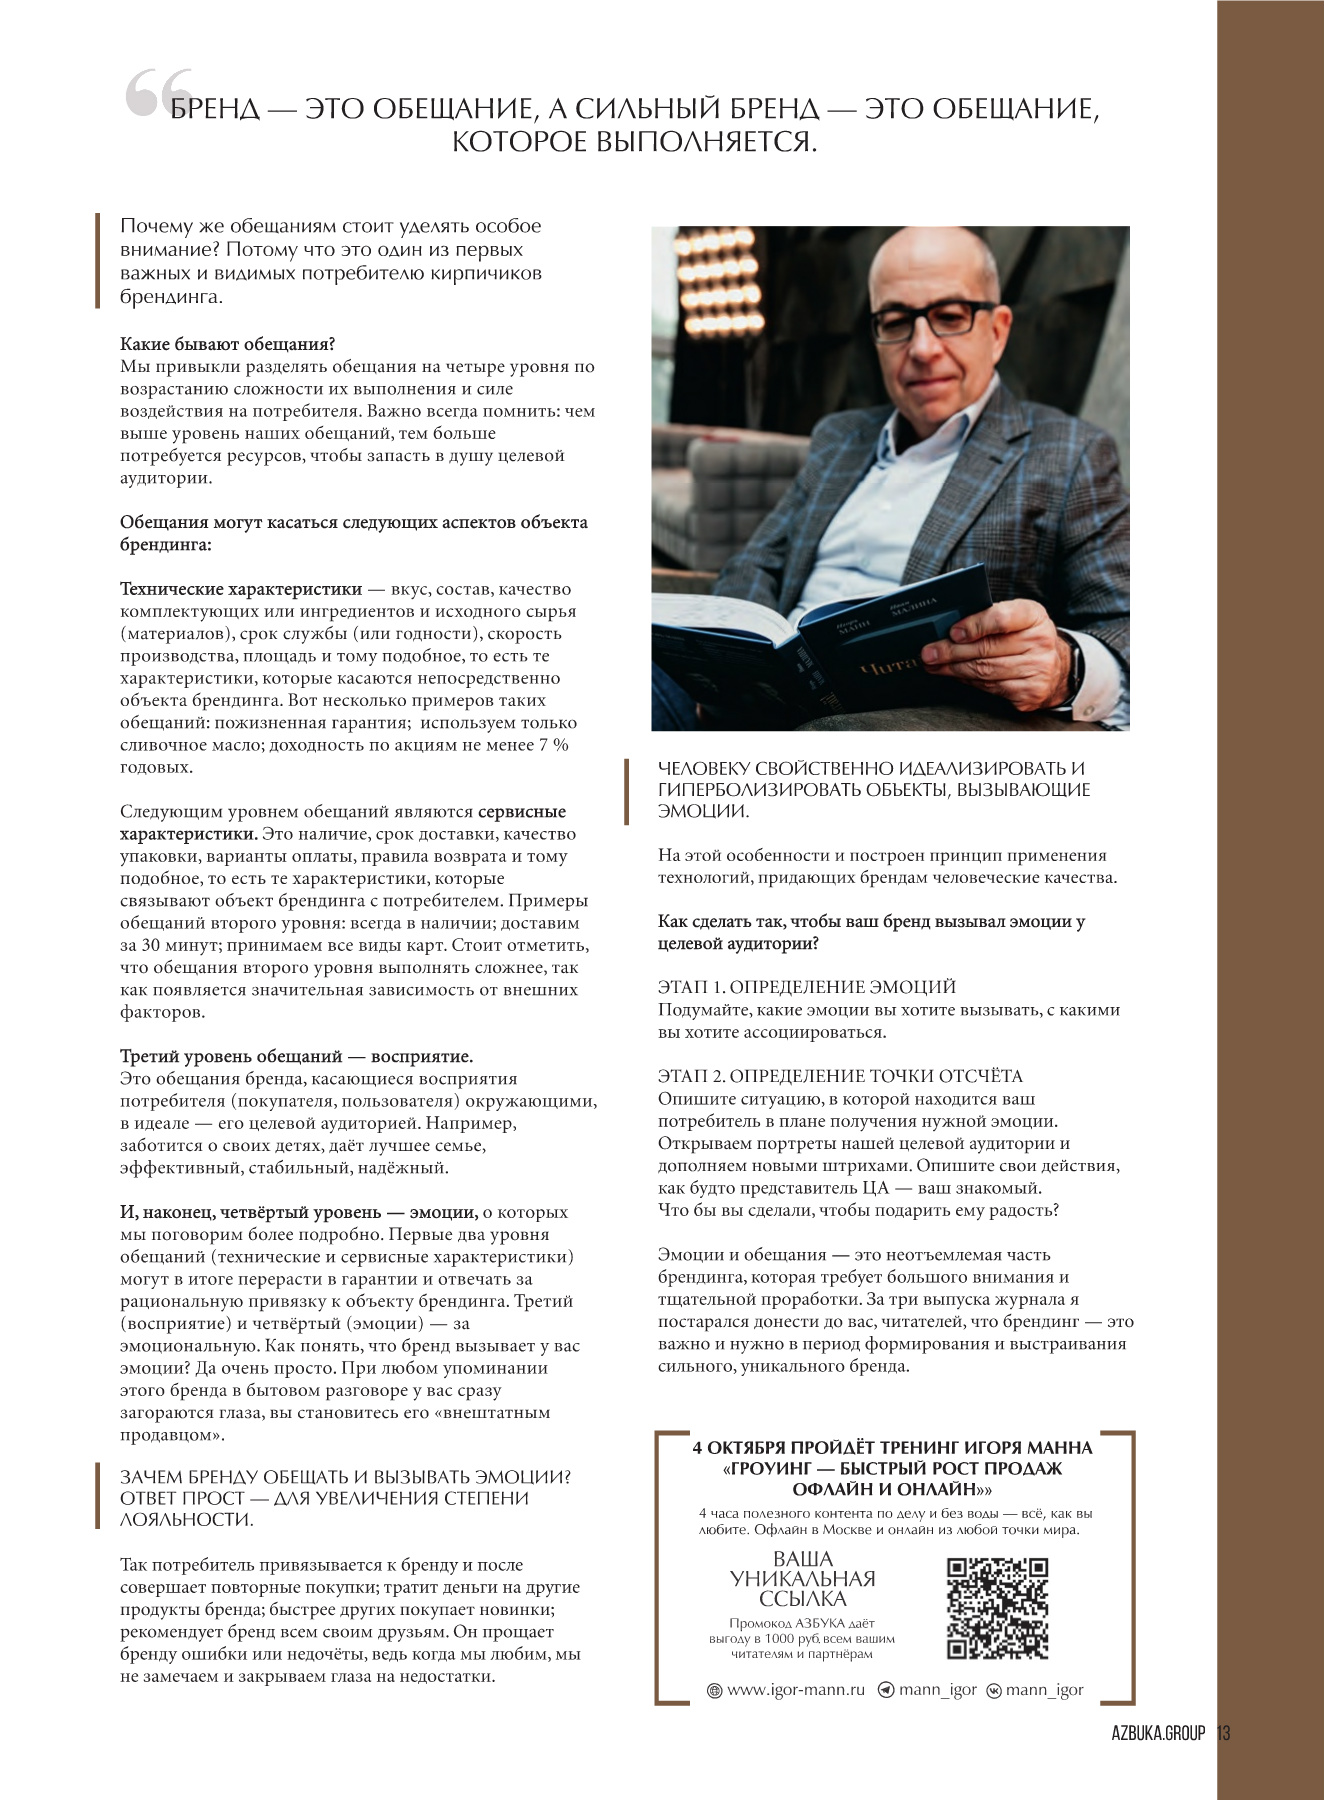 БРЕНД — ЭТО ОБЕЩАНИЕ, А СИЛЬНЫЙ БРЕНД — ЭТО ОБЕЩАНИЕ,
КОТОРОЕ ВЫПОЛНЯЕТСЯ.
Почему же обещаниям стоит уделять особое
внимание? Потому что это один из первых
важных и видимых потребителю кирпичиков
брендинга.
Какие бывают обещания?
Мы привыкли разделять обещания на четыре уровня по
возрастанию сложности их выполнения и силе
воздействия на потребителя. Важно всегда помнить: чем
выше уровень наших обещаний, тем больше
потребуется ресурсов, чтобы запасть в душу целевой
аудитории.
Обещания могут касаться следующих аспектов объекта
брендинга:
Технические характеристики — вкус, состав, качество
комплектующих или ингредиентов и исходного сырья
(материалов), срок службы (или годности), скорость
производства, площадь и тому подобное, то есть те
характеристики, которые касаются непосредственно
объекта брендинга. Вот несколько примеров таких
обещаний: пожизненная гарантия; используем только
сливочное масло; доходность по акциям не менее 7 %
годовых.
Следующим уровнем обещаний являются сервисные
характеристики. Это наличие, срок доставки, качество
упаковки, варианты оплаты, правила возврата и тому
подобное, то есть те характеристики, которые
связывают объект брендинга с потребителем. Примеры
обещаний второго уровня: всегда в наличии; доставим
за 30 минут; принимаем все виды карт. Стоит отметить,
что обещания второго уровня выполнять сложнее, так
как появляется значительная зависимость от внешних
факторов.
Третий уровень обещаний — восприятие.
Это обещания бренда, касающиеся восприятия
потребителя (покупателя, пользователя) окружающими,
в идеале — его целевой аудиторией. Например,
заботится о своих детях, даёт лучшее семье,
эффективный, стабильный, надёжный.
И, наконец, четвёртый уровень — эмоции, о которых
мы поговорим более подробно. Первые два уровня
обещаний (технические и сервисные характеристики)
могут в итоге перерасти в гарантии и отвечать за
рациональную привязку к объекту брендинга. Третий
(восприятие) и четвёртый (эмоции) — за
эмоциональную. Как понять, что бренд вызывает у вас
эмоции? Да очень просто. При любом упоминании
этого бренда в бытовом разговоре у вас сразу
загораются глаза, вы становитесь его «внештатным
продавцом».
ЗАЧЕМ БРЕНДУ ОБЕЩАТЬ И ВЫЗЫВАТЬ ЭМОЦИИ?
ОТВЕТ ПРОСТ — ДЛЯ УВЕЛИЧЕНИЯ СТЕПЕНИ
ЛОЯЛЬНОСТИ.
Так потребитель привязывается к бренду и после
совершает повторные покупки; тратит деньги на другие
продукты бренда; быстрее других покупает новинки;
рекомендует бренд всем своим друзьям. Он прощает
бренду ошибки или недочёты, ведь когда мы любим, мы
не замечаем и закрываем глаза на недостатки.
Игорь
МАНН
Иван
МАЛИНА
Чита
ЧЕЛОВЕКУ СВОЙСТВЕННО ИДЕАЛИЗИРОВАТЬ И
ГИПЕРБОЛИЗИРОВАТЬ ОБЪЕКТЫ, ВЫЗЫВАЮЩИЕ
ЭМОЦИИ.
На этой особенности и построен принцип применения
технологий, придающих брендам человеческие качества.
Как сделать так, чтобы ваш бренд вызывал эмоции у
целевой аудитории?
ЭТАП 1. ОПРЕДЕЛЕНИЕ ЭМОЦИЙ
Подумайте, какие эмоции вы хотите вызывать, с какими
вы хотите ассоциироваться.
ЭТАП 2. ОПРЕДЕЛЕНИЕ ТОЧКИ ОТСЧЁТА
Опишите ситуацию, в которой находится ваш
потребитель в плане получения нужной эмоции.
Открываем портреты нашей целевой аудитории и
дополняем новыми штрихами. Опишите свои действия,
как будто представитель ЦА — ваш знакомый.
Что бы вы сделали, чтобы подарить ему радость?
Эмоции и обещания — это неотъемлемая часть
брендинга, которая требует большого внимания и
тщательной проработки. За три выпуска журнала я
постарался донести до вас, читателей, что брендинг — это
важно и нужно в период формирования и выстраивания
сильного, уникального бренда.
4 ОКТЯБРЯ ПРОЙДЁТ ТРЕНИНГ ИГОРЯ МАННА
«ГРОУИНГ — БЫСТРЫЙ РОСТ ПРОДАЖ
ОФЛАЙН И ОНЛАЙН»»
4 часа полезного контента по делу и без воды — всё, как вы
любите. Офлайн в Москве и онлайн из любой точки мира.
ВАША
УНИКАЛЬНАЯ
ССЫЛКА
Промокод АЗБУКА даёт
выгоду в 1000 руб. всем вашим
читателям и партнёрам
www.igor-mann.ru mann_igor mann_igor
AZBUKA.GROUP 13